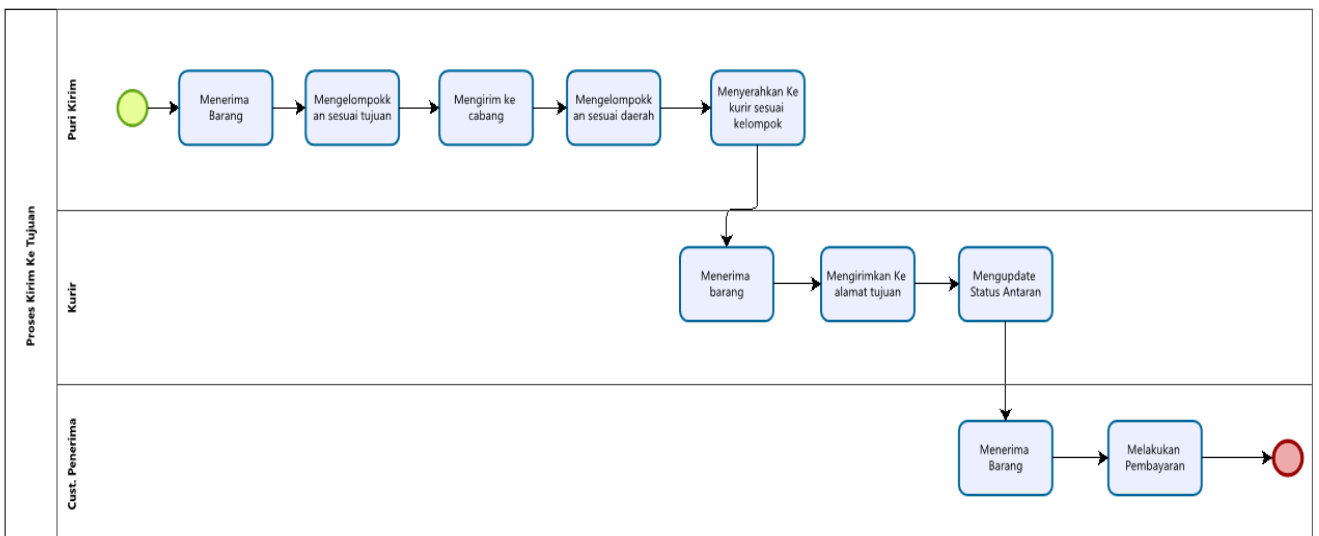 Proses Kirim Ke Tujuan
Puri Kirim
Menerima
Barang
Mengelompokk
an sesuai tujuan
Mengirim ke
cabang
Mengelompokk
an sesuai daerah
Menyerahkan Ke
kurir sesuai
kelompok
Kurir
Menerima
barang
Mengirimkan Ke
alamat tujuan
Mengupdate
Status Antaran
Cust. Penerima
Menerima
Barang
Melakukan
Pembayaran